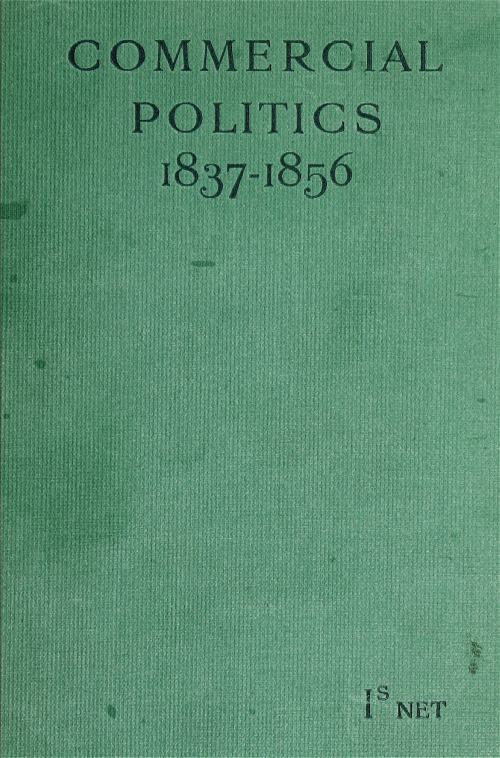 COMMERCIAL
POLITICS
1837-1856
1S NET